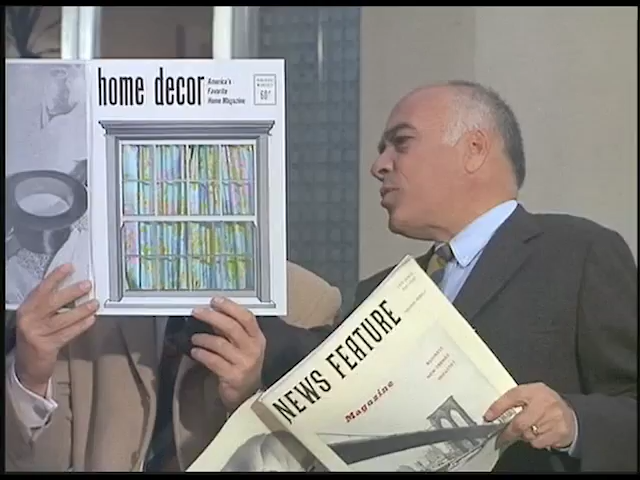 home decor
America's
Favorite
Home Magazine
60¢
NEWS FEATURE
Magazine